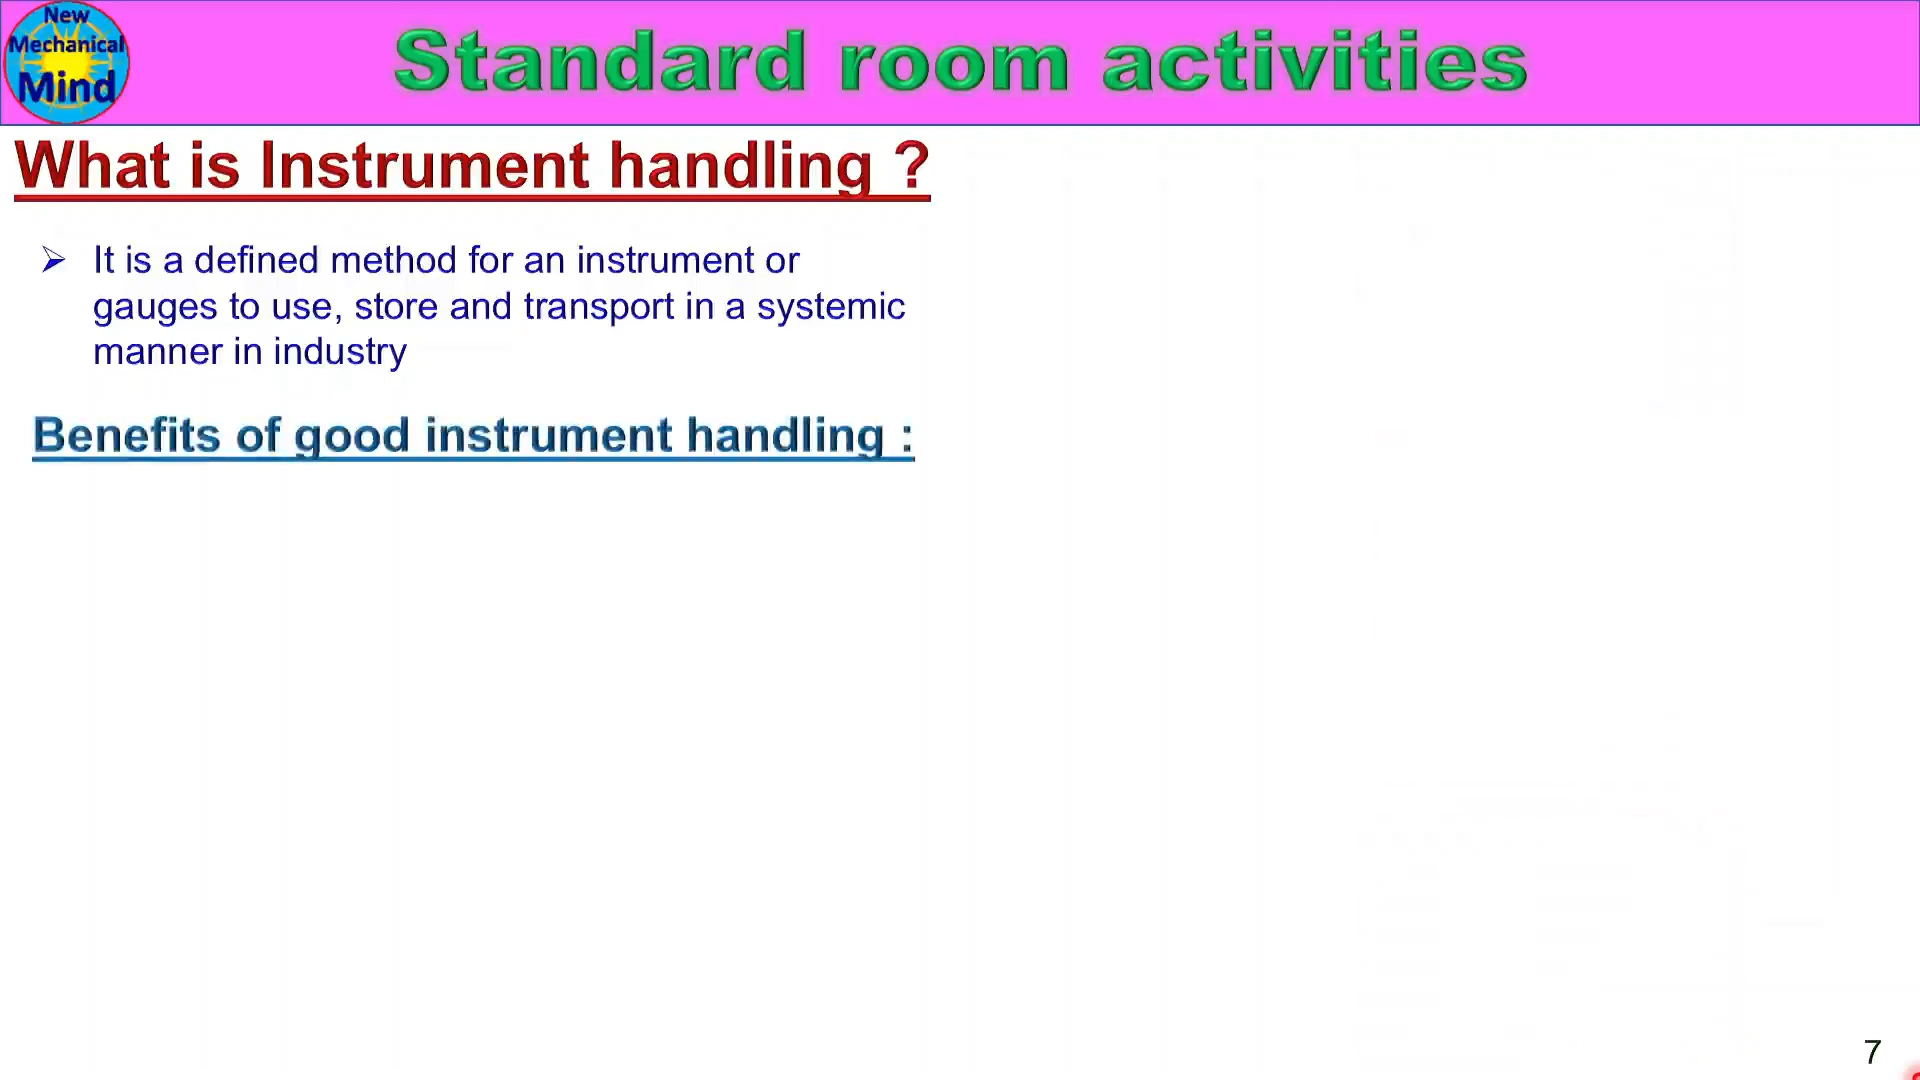 New
Mechanical
Mind
Standard room activities
What is Instrument handling ?
➢ It is a defined method for an instrument or
gauges to use, store and transport in a systemic
manner in industry
Benefits of good instrument handling :
7